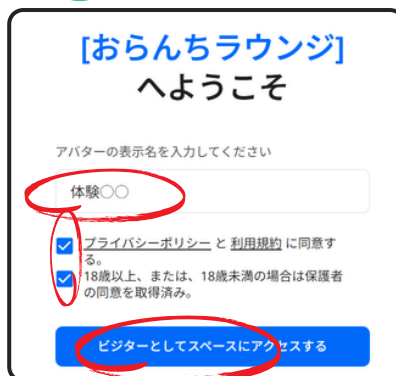 [おらんちラウンジ]
へようこそ
アバターの表示名を入力してください
体験〇〇
プライバシーポリシー と 利用規約 に同意す
る。
18歳以上、または、18歳未満の場合は保護者
の同意を取得済み。
ビジターとしてスペースにアクセスする